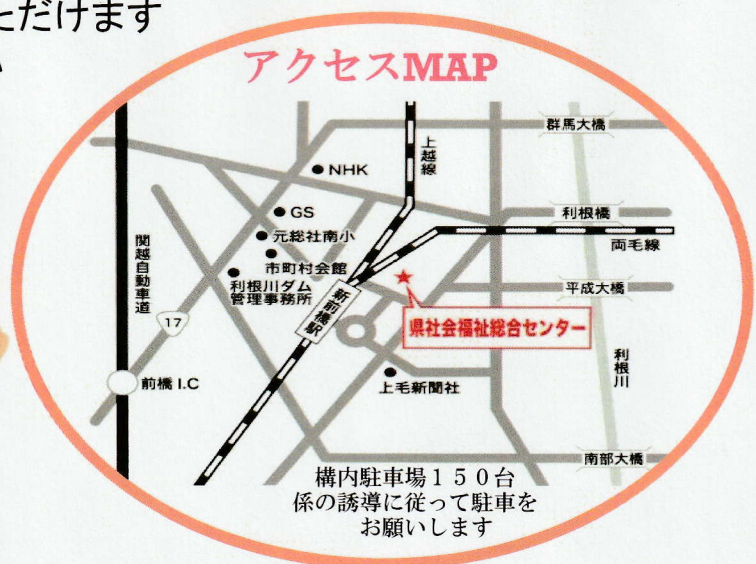 ただけます
アクセスMAP
群馬大橋
上越線
NHK
GS
利根橋
元総社南小
両毛線
関越自動車道
市町村会館
利根川ダム
管理事務所
平成大橋
新前橋駅
17
県社会福祉総合センター
利根川
前橋 I.C
上毛新聞社
南部大橋
構内駐車場150台
係の誘導に従って駐車を
お願いします